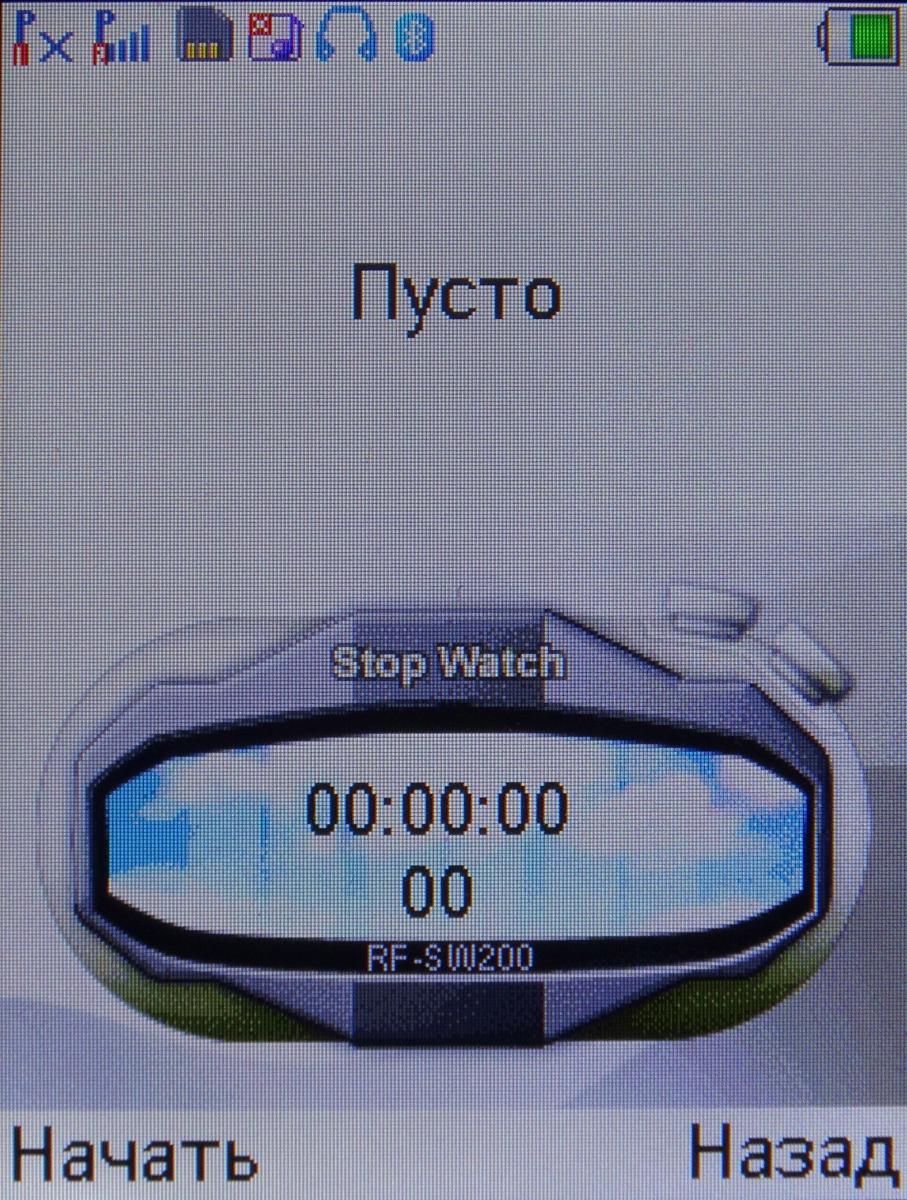 Пусто
Stop Watch
00:00:00
00
RF-SW200
Начать Назад